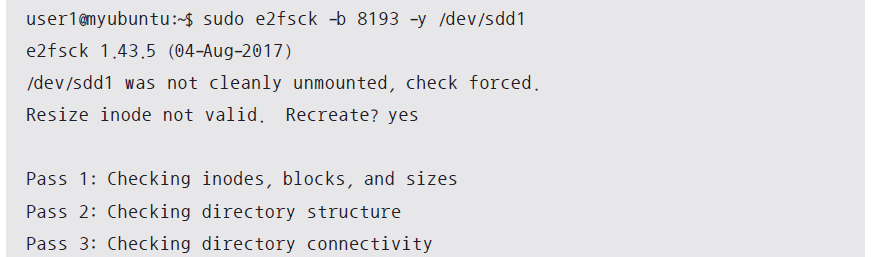 user1@myubuntu:~$ sudo e2fsck -b 8193 -y /dev/sdd1
e2fsck 1.43.5 (04-Aug-2017)
/dev/sdd1 was not cleanly unmounted, check forced.
Resize inode not valid.  Recreate? yes
Pass 1: Checking inodes, blocks, and sizes
Pass 2: Checking directory structure
Pass 3: Checking directory connectivity